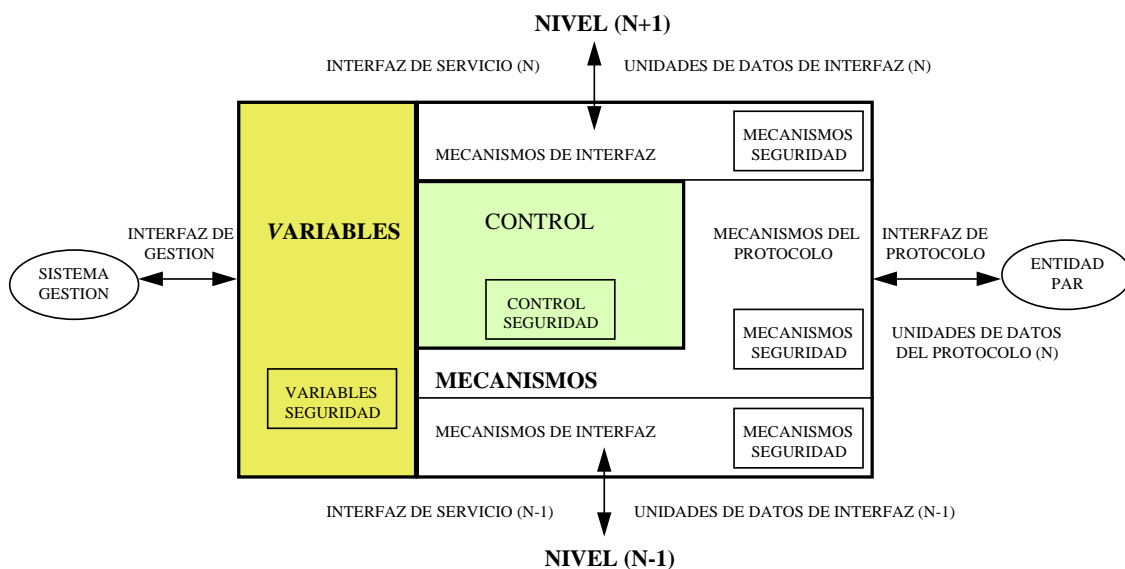 NIVEL (N+1)
INTERFAZ DE SERVICIO (N)
UNIDADES DE DATOS DE INTERFAZ (N)
MECANISMOS
SEGURIDAD
MECANISMOS DE INTERFAZ
VARIABLES
CONTROL
MECANISMOS DEL
PROTOCOLO
INTERFAZ DE
GESTION
INTERFAZ DE
PROTOCOLO
SISTEMA
GESTION
ENTIDAD
PAR
CONTROL
SEGURIDAD
MECANISMOS
SEGURIDAD
UNIDADES DE DATOS
DEL PROTOCOLO (N)
MECANISMOS
VARIABLES
SEGURIDAD
MECANISMOS DE INTERFAZ
MECANISMOS
SEGURIDAD
INTERFAZ DE SERVICIO (N-1)
UNIDADES DE DATOS DE INTERFAZ (N-1)
NIVEL (N-1)